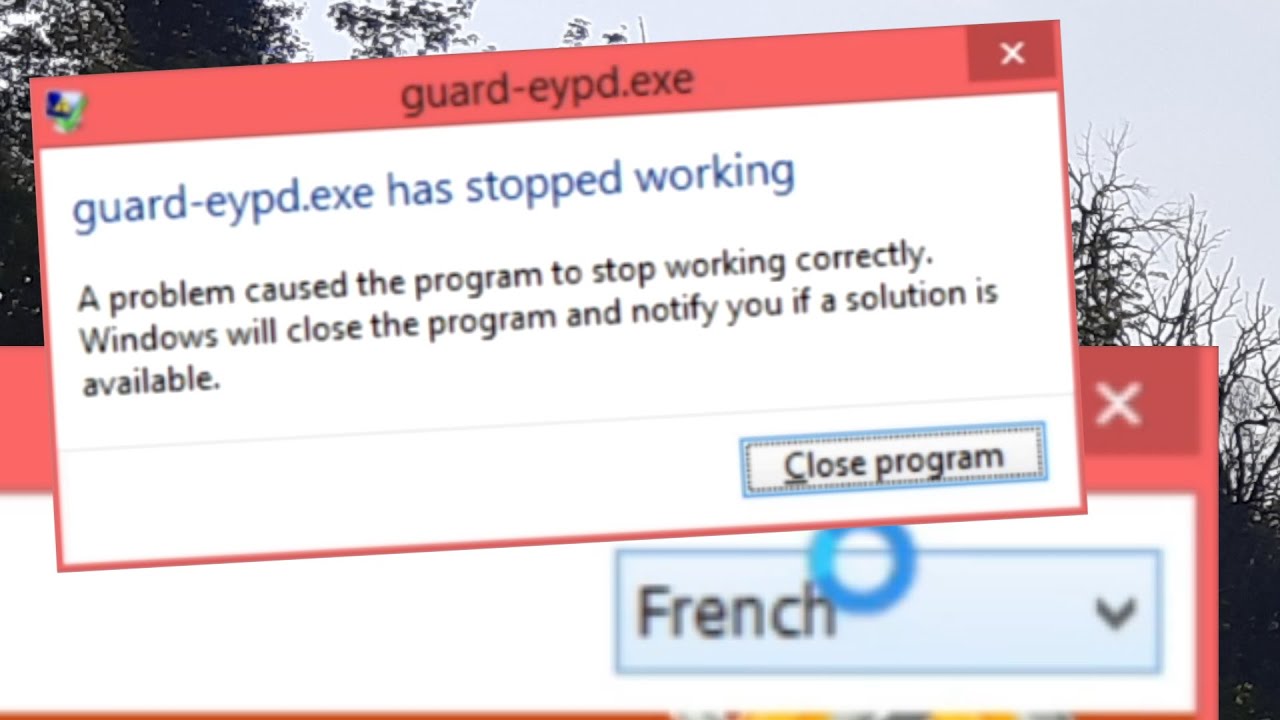 guard-eypd.exe
guard-eypd.exe has stopped working
A problem caused the program to stop working correctly.
Windows will close the program and notify you if a solution is
available.
Close program
French